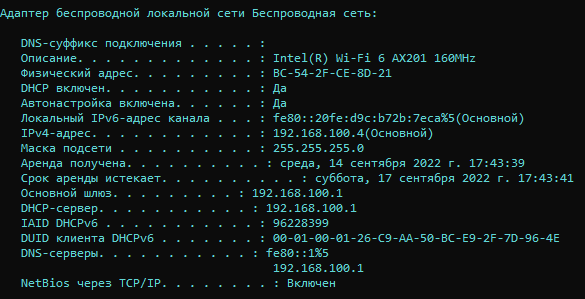 Адаптер беспроводной локальной сети Беспроводная сеть:
DNS-суффикс подключения . . . . . :
Описание. . . . . . . . . . . . . : Intel(R) Wi-Fi 6 AX201 160MHz
Физический адрес. . . . . . . . . : BC-54-2F-CE-8D-21
DHCP включен. . . . . . . . . . . : Да
Автонастройка включена. . . . . . : Да
Локальный IPv6-адрес канала . . . : fe80::20fe:d9c:b72b:7eca%5(Основной)
IPv4-адрес. . . . . . . . . . . . : 192.168.100.4(Основной)
Маска подсети . . . . . . . . . . : 255.255.255.0
Аренда получена. . . . . . . . . . : среда, 14 сентября 2022 г. 17:43:39
Срок аренды истекает. . . . . . . . . . : суббота, 17 сентября 2022 г. 17:43:41
Основной шлюз. . . . . . . . . : 192.168.100.1
DHCP-сервер. . . . . . . . . . . : 192.168.100.1
IAID DHCPv6 . . . . . . . . . . . : 96228399
DUID клиента DHCPv6 . . . . . . . : 00-01-00-01-26-C9-AA-50-BC-E9-2F-7D-96-4E
DNS-серверы. . . . . . . . . . . : fe80::1%5
192.168.100.1
NetBios через TCP/IP. . . . . . . . : Включен